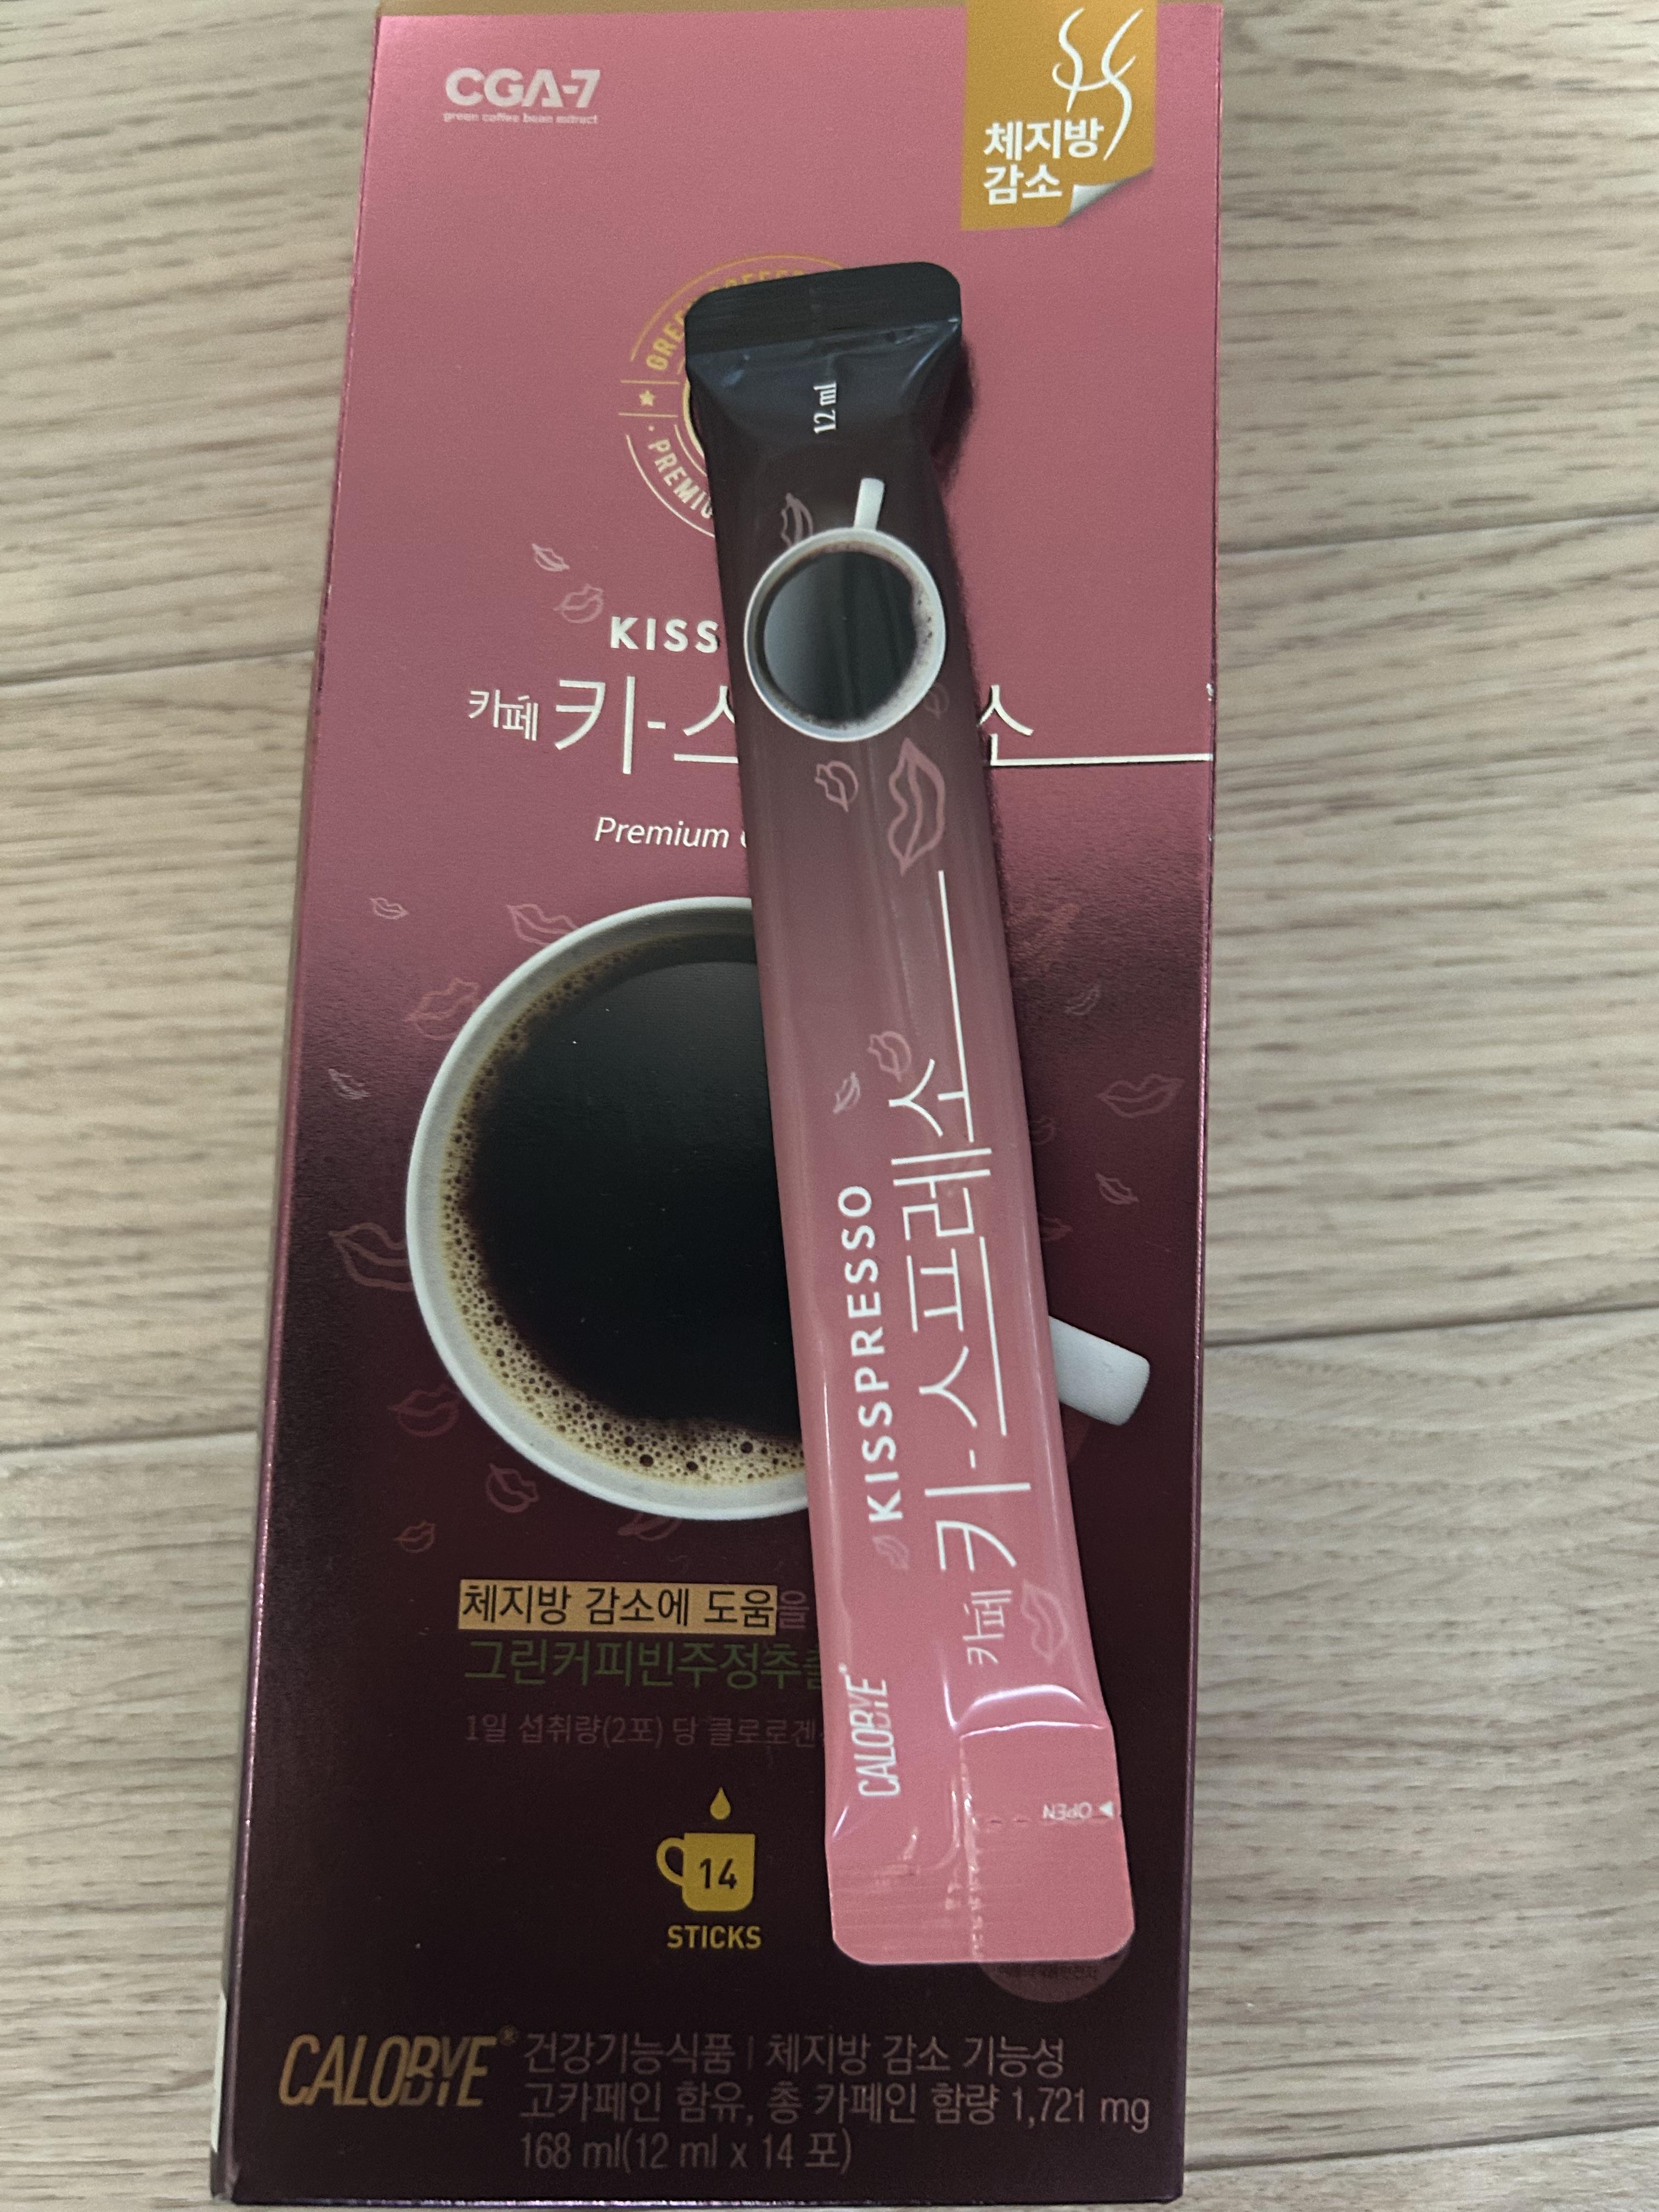 CGA-7
green coffee bean extract
체지방
감소
PREMIU
KISS
카페 키-스 소
Premium
체지방 감소에 도움을
그린커피빈주정추출
1일 섭취량(2포) 당 클로로겐
14
STICKS
CALOBYE® 건강기능식품 | 체지방 감소 기능성
고카페인 함유, 총 카페인 함량 1,721 mg
168 ml(12 ml x 14 포)
12 ml
KISSPRESSO
카페 키-스프레소
CALOBYE®
OPEN